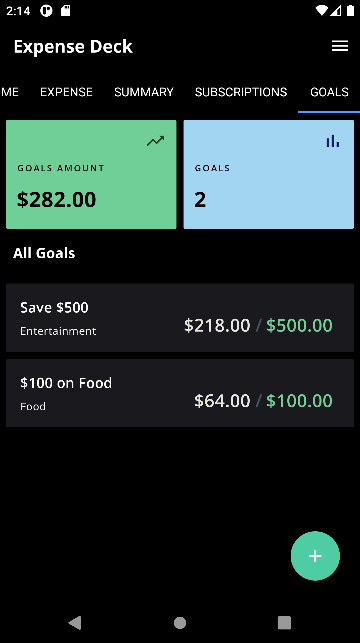 2:14
Expense Deck
ME EXPENSE SUMMARY SUBSCRIPTIONS GOALS
GOALS AMOUNT
$282.00
GOALS
2
All Goals
Save $500
Entertainment
$218.00 / $500.00
$100 on Food
Food
$64.00 / $100.00
+